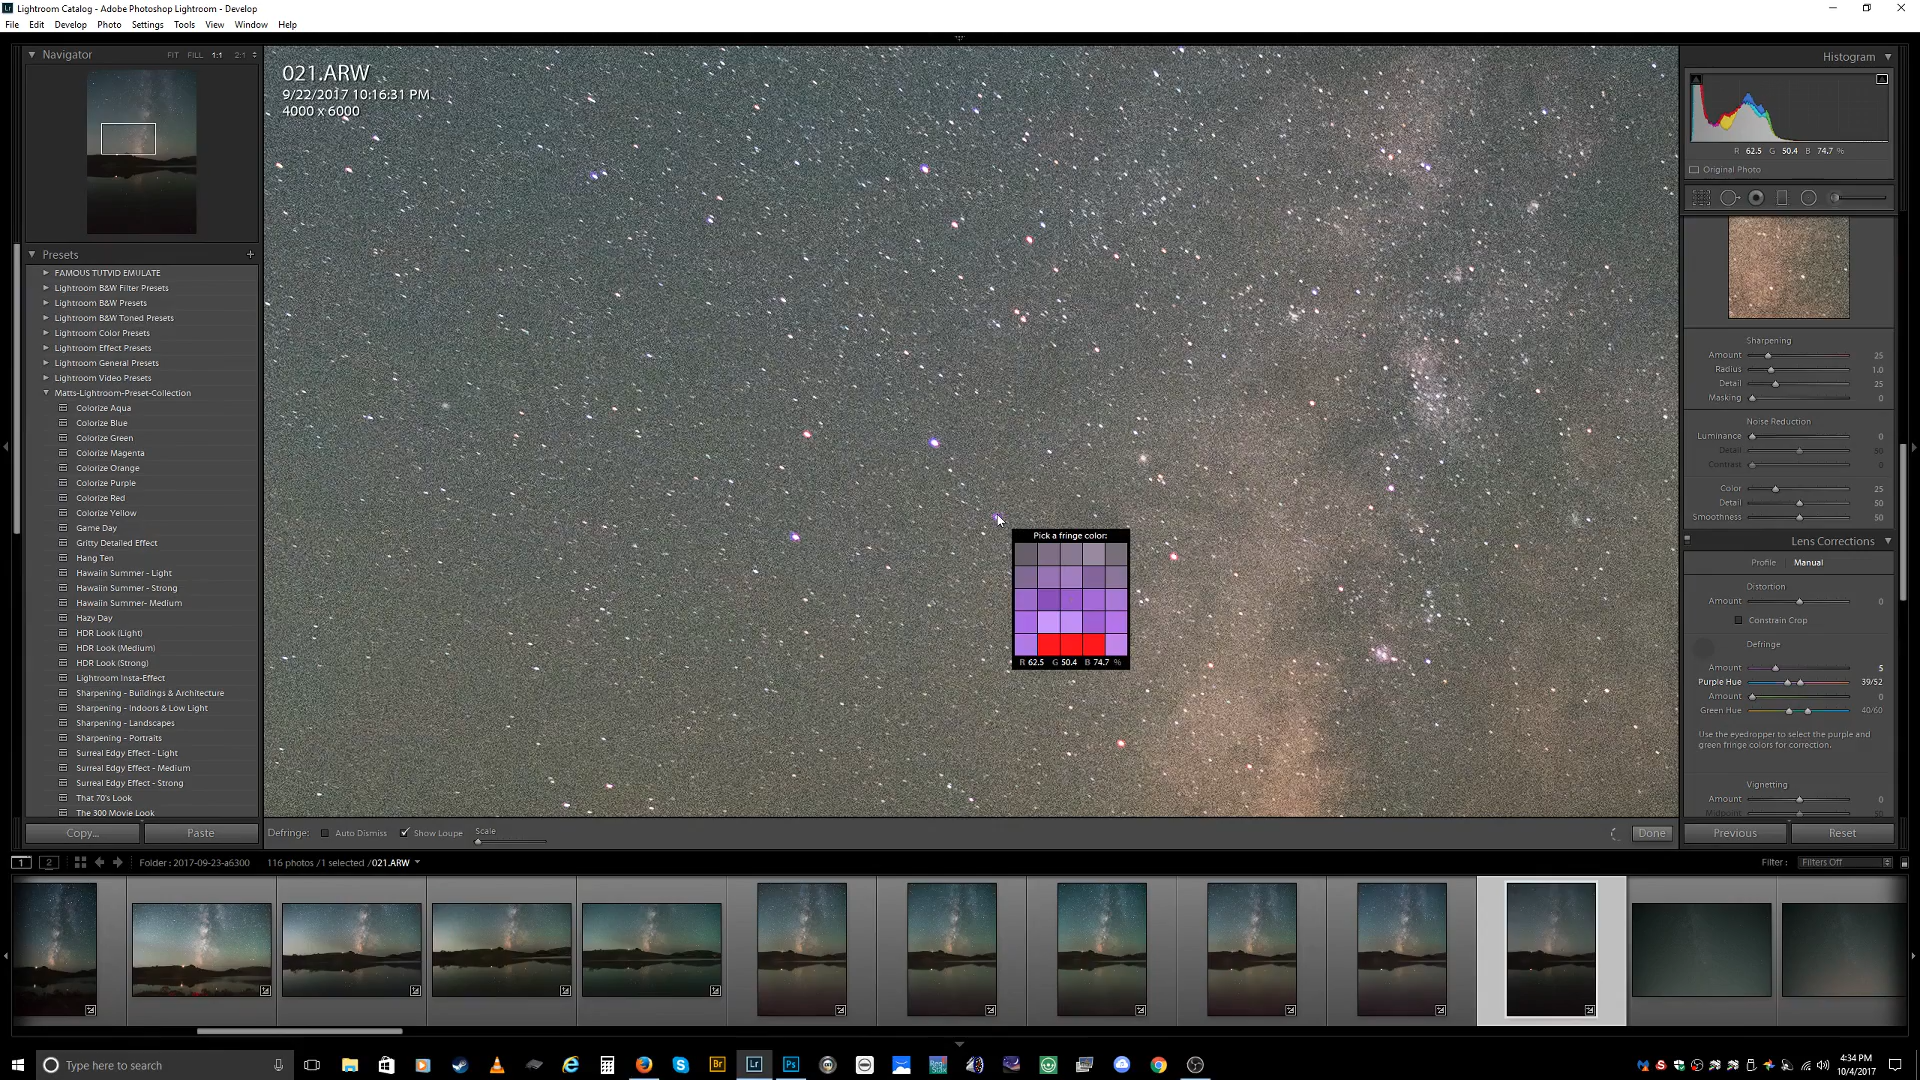 Lightroom Catalog - Adobe Photoshop Lightroom - Develop
File Edit Develop Photo Settings Tools View Window Help
Navigator FIT FILL 1:1 2:1
Presets
FAMOUS TUTVID EMULATE
Lightroom B&W Filter Presets
Lightroom B&W Presets
Lightroom B&W Toned Presets
Lightroom Color Presets
Lightroom Effect Presets
Lightroom General Presets
Lightroom Video Presets
Matts-Lightroom-Preset-Collection
Colorize Aqua
Colorize Blue
Colorize Green
Colorize Magenta
Colorize Orange
Colorize Purple
Colorize Red
Colorize Yellow
Game Day
Gritty Detailed Effect
Hang Ten
Hawaiin Summer - Light
Hawaiin Summer - Strong
Hawaiin Summer- Medium
Hazy Day
HDR Look (Light)
HDR Look (Medium)
HDR Look (Strong)
Lightroom Insta-Effect
Sharpening - Buildings & Architecture
Sharpening - Indoors & Low Light
Sharpening - Landscapes
Sharpening - Portraits
Surreal Edgy Effect - Light
Surreal Edgy Effect - Medium
Surreal Edgy Effect - Strong
That 70's Look
The 300 Movie Look
Copy... Paste
021.ARW
9/22/2017 10:16:31 PM
4000 x 6000
Pick a fringe color:
R 62.5 G 50.4 B 74.7 %
Defringe: Auto Dismiss Show Loupe Scale Done
Histogram
R 62.5 G 50.4 B 74.7 %
Original Photo
Sharpening
Amount 25
Radius 1.0
Detail 25
Masking 0
Noise Reduction
Luminance 0
Detail 50
Contrast 0
Color 25
Detail 50
Smoothness 50
Lens Corrections
Profile Manual
Distortion
Amount 0
Constrain Crop
Defringe
Amount 5
Purple Hue 39/52
Amount 0
Green Hue 40/60
Use the eyedropper to select the purple and
green fringe colors for correction.
Vignetting
Amount 0
Midpoint
Previous Reset
1 2 Folder: 2017-09-23-a6300 116 photos /1 selected /021.ARW Filter: Filters Off
Type here to search
Br Lr Ps
4:34 PM
10/4/2017